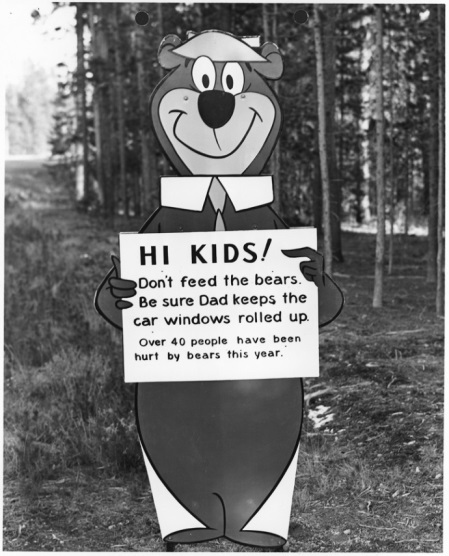 HI KIDS!
Don't feed the bears.
Be sure Dad keeps the
car windows rolled up.
Over 40 people have been
hurt by bears this year.